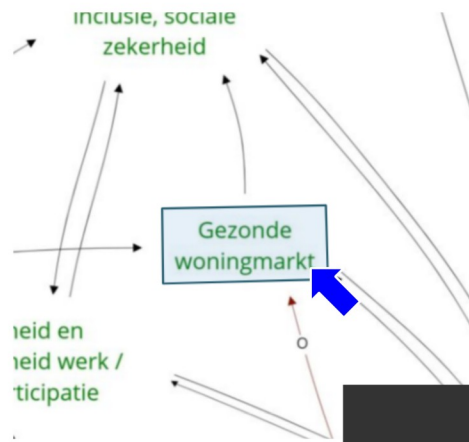 inclusie, sociale
zekerheid
Gezonde
woningmarkt
heid en
heid werk /
ticipatie
O